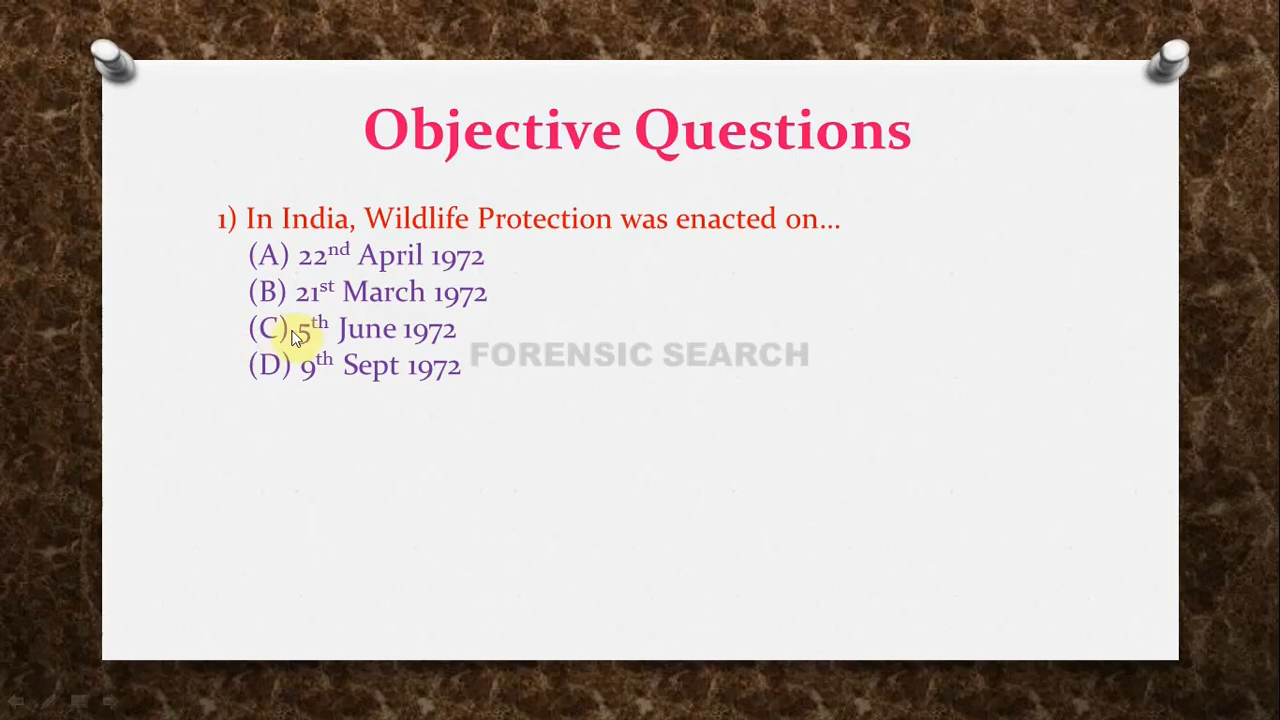 Objective Questions
1) In India, Wildlife Protection was enacted on...
(A) 22nd April 1972
(B) 21st March 1972
(C) 5th June 1972
FORENSIC SEARCH
(D) 9th Sept 1972